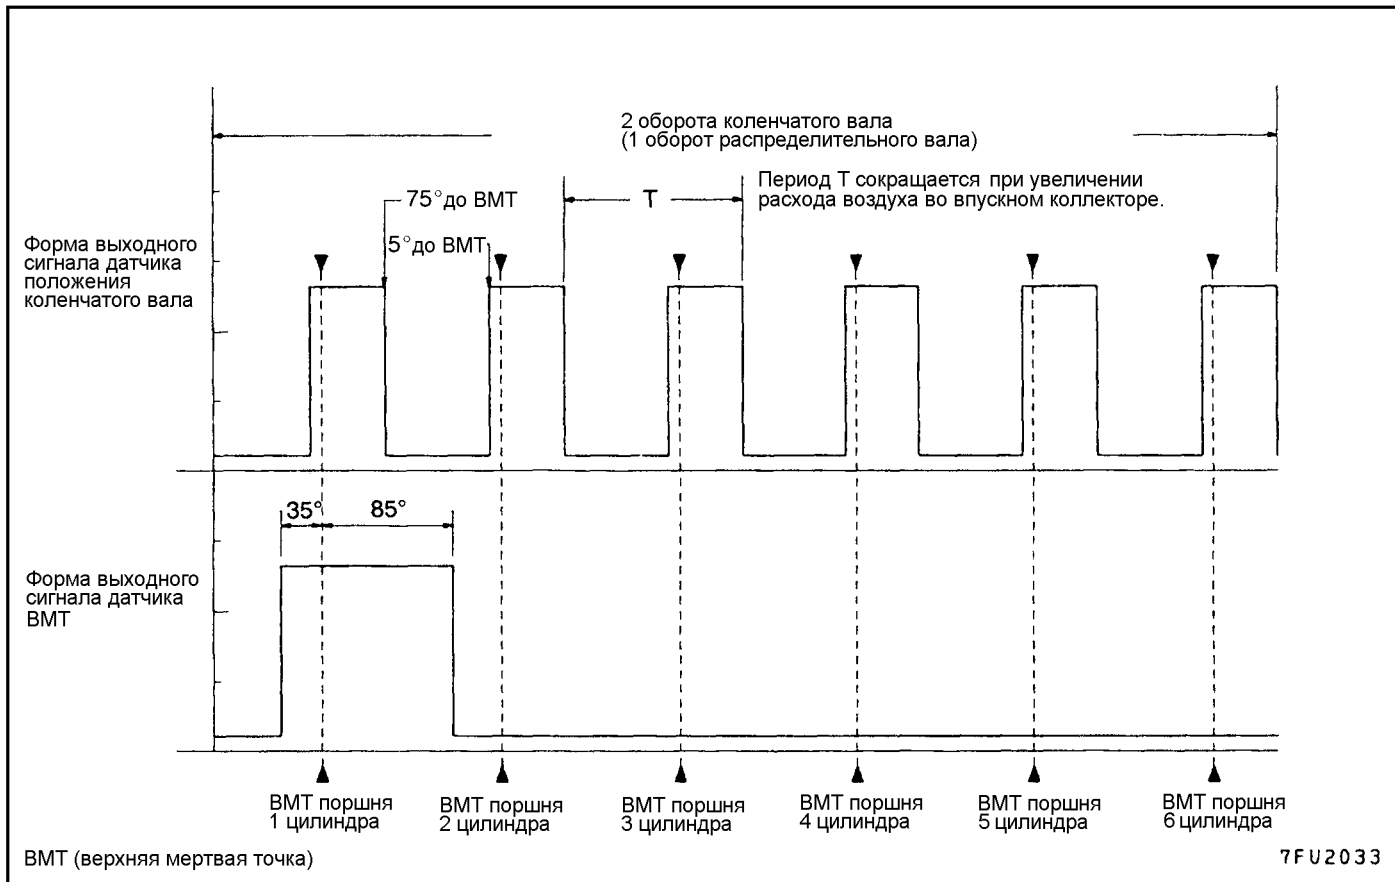 2 оборота коленчатого вала
(1 оборот распределительного вала)
75° до ВМТ
T
Период Т сокращается при увеличении
расхода воздуха во впускном коллекторе.
5° до ВМТ
Форма выходного
сигнала датчика
положения
коленчатого вала
35°
85°
Форма выходного
сигнала датчика
ВМТ
ВМТ поршня
1 цилиндра
ВМТ поршня
2 цилиндра
ВМТ поршня
3 цилиндра
ВМТ поршня
4 цилиндра
ВМТ поршня
5 цилиндра
ВМТ поршня
6 цилиндра
ВМТ (верхняя мертвая точка)
7FU2033